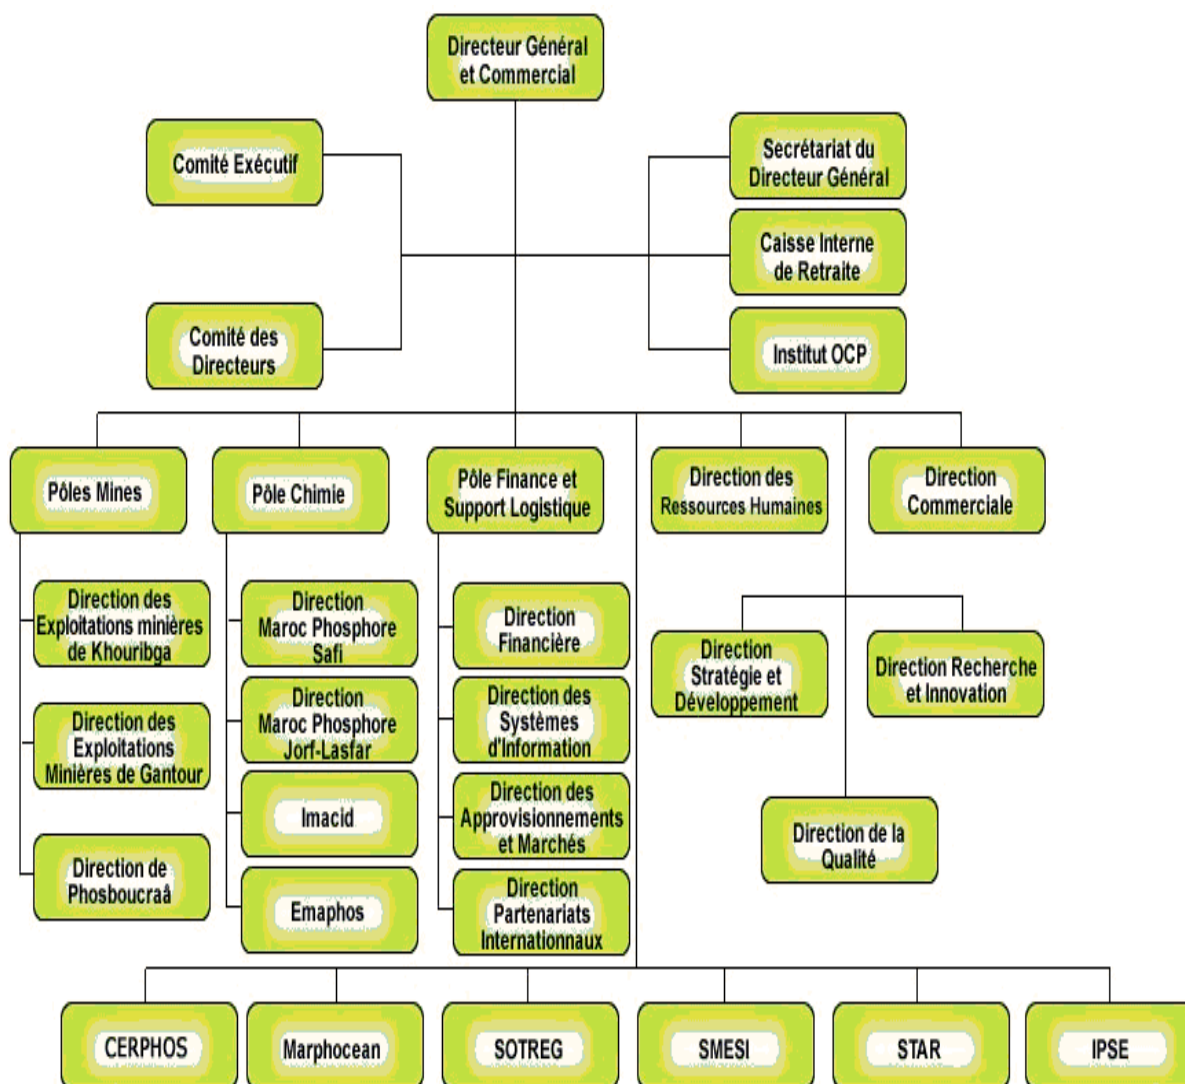 Directeur Général
et Commercial
Comité Exécutif
Secrétariat du
Directeur Général
Caisse Interne
de Retraite
Comité des
Directeurs
Institut OCP
Pôles Mines
Pôle Chimie
Pôle Finance et
Support Logistique
Direction des
Ressources Humaines
Direction
Commerciale
Direction des
Exploitations minières
de Khouribga
Direction des
Exploitations
Minières de Gantour
Direction de
Phosboucraâ
Direction
Maroc Phosphore
Safi
Direction
Maroc Phosphore
Jorf-Lasfar
Imacid
Emaphos
Direction
Financière
Direction des
Systèmes
d'Information
Direction des
Approvisionnements
et Marchés
Direction
Partenariats
Internationnaux
Direction
Stratégie et
Développement
Direction Recherche
et Innovation
Direction de la
Qualité
CERPHOS
Marphocean
SOTREG
SMESI
STAR
IPSE